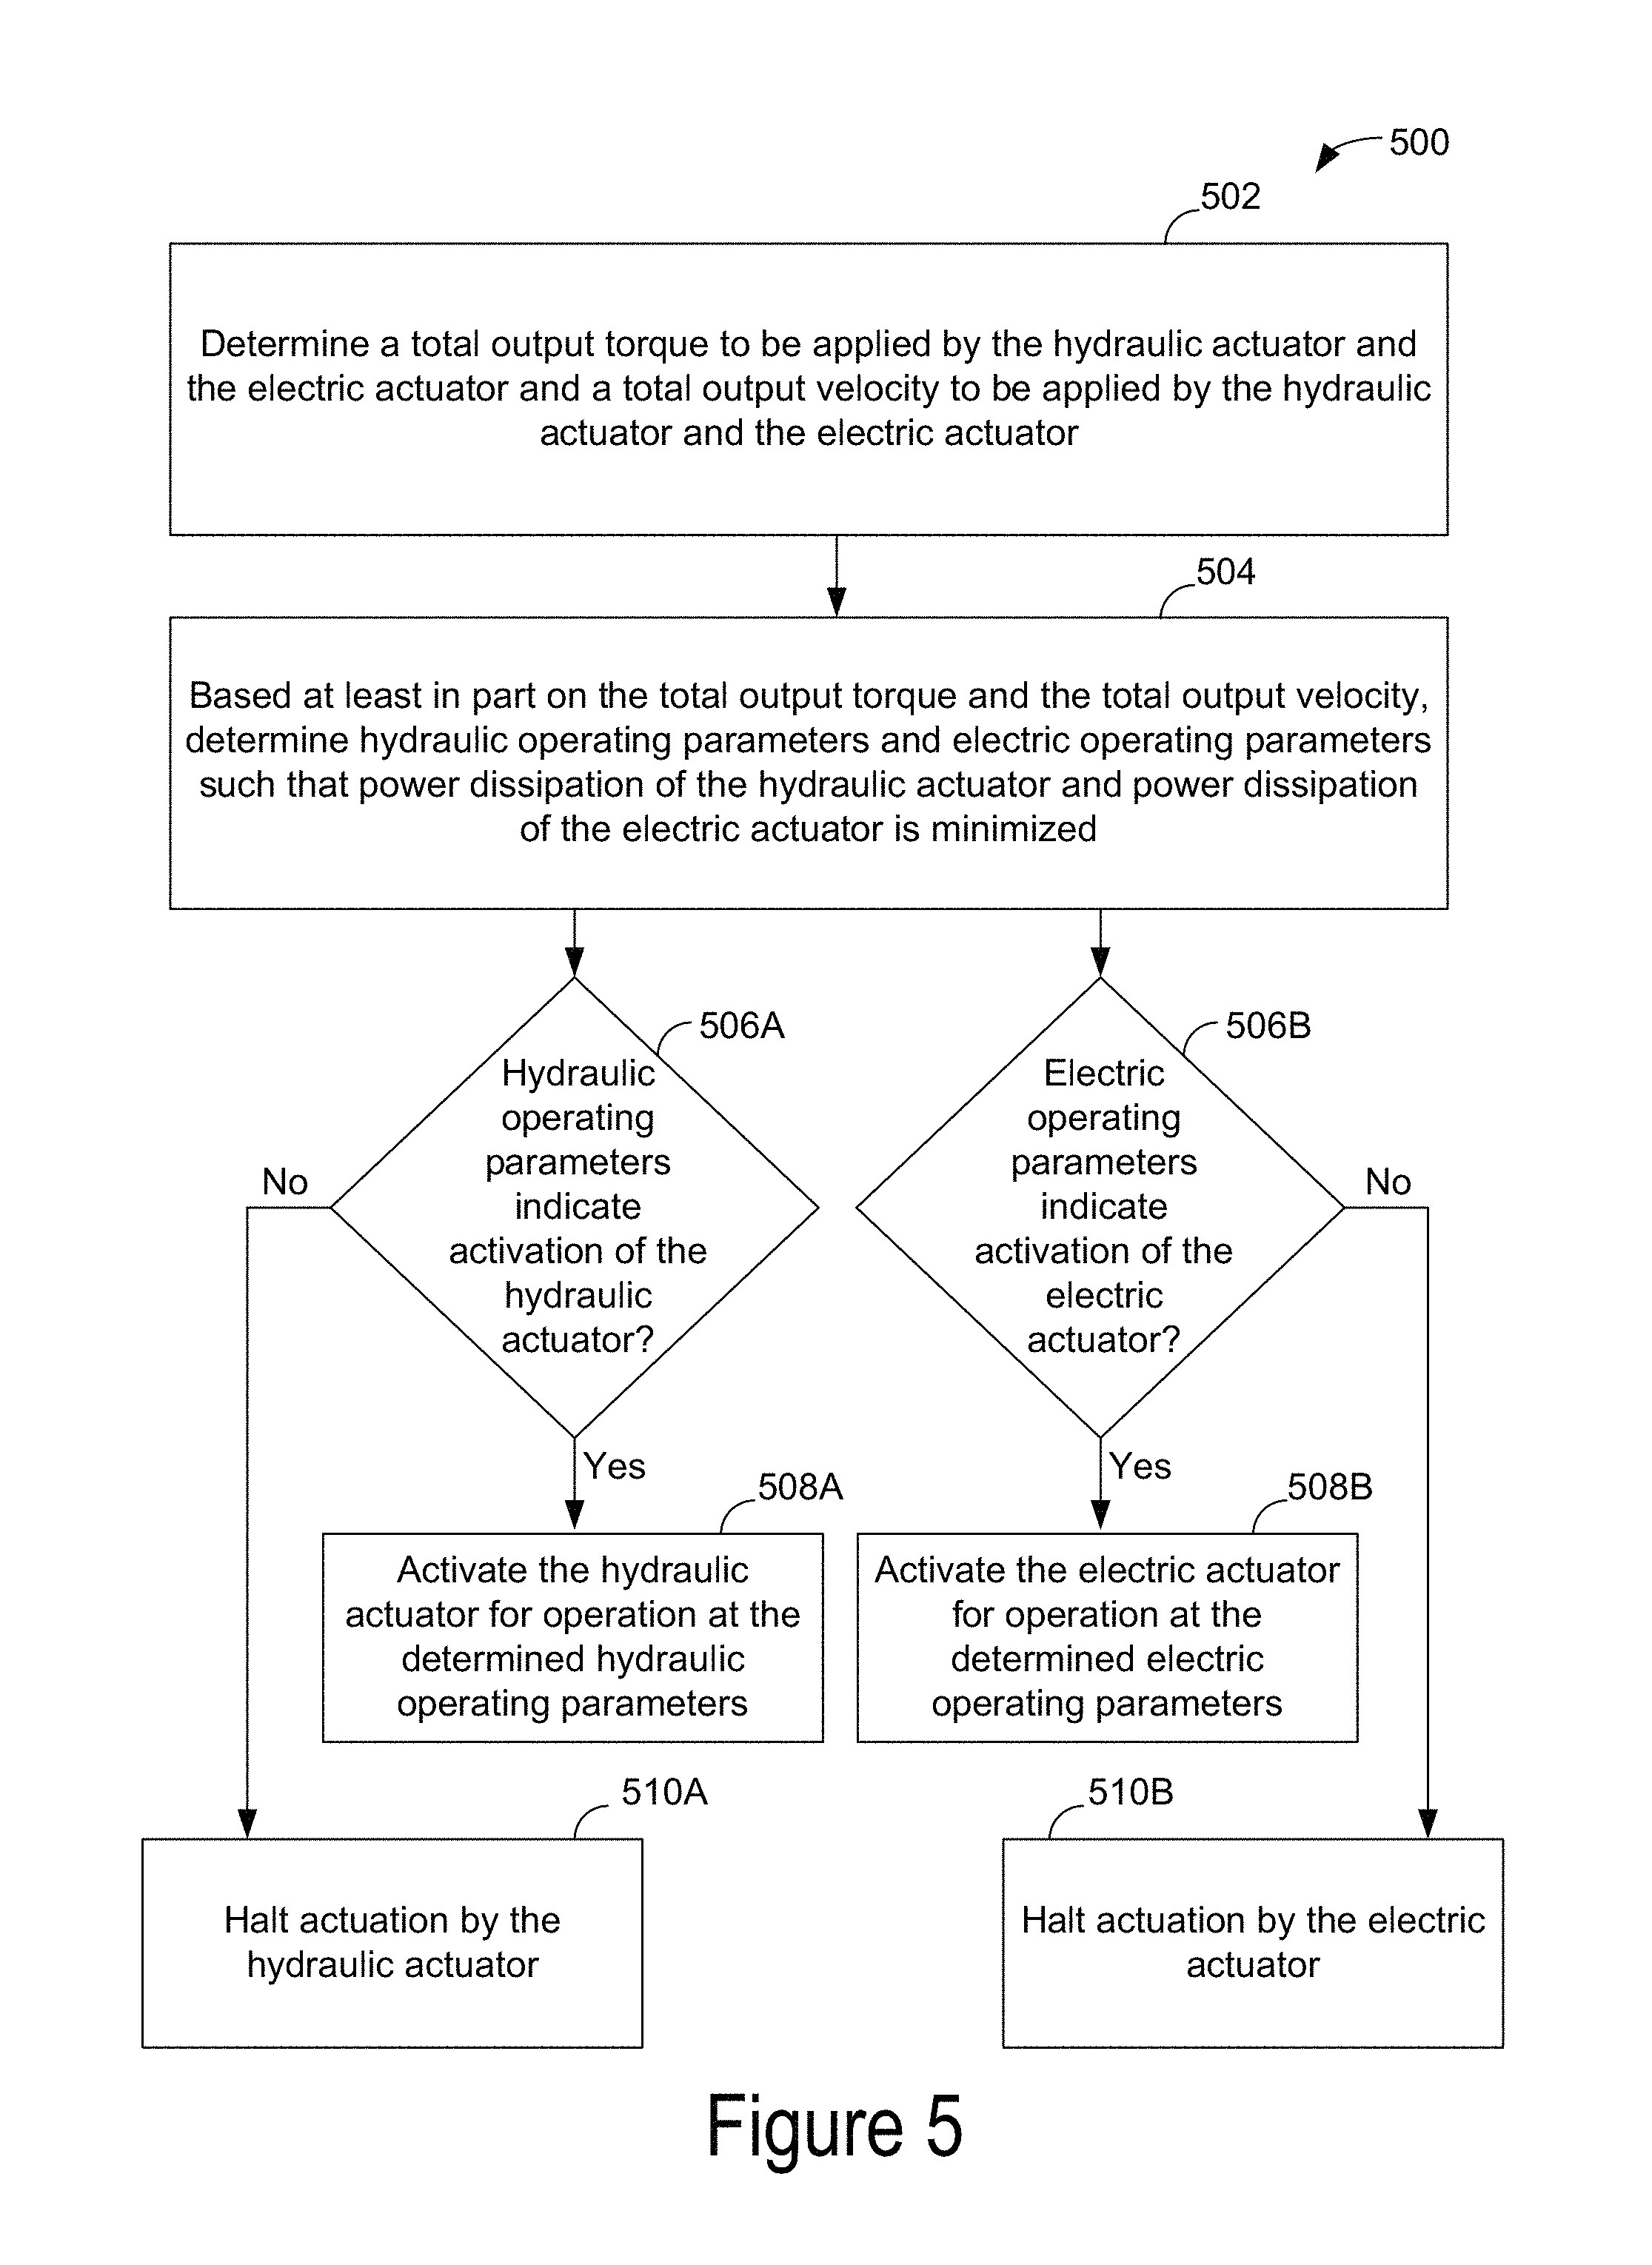 500
502
Determine a total output torque to be applied by the hydraulic actuator and
the electric actuator and a total output velocity to be applied by the hydraulic
actuator and the electric actuator
504
Based at least in part on the total output torque and the total output velocity,
determine hydraulic operating parameters and electric operating parameters
such that power dissipation of the hydraulic actuator and power dissipation
of the electric actuator is minimized
506A
Hydraulic
operating
parameters
indicate
activation of the
hydraulic
actuator?
No
Yes
506B
Electric
operating
parameters
indicate
activation of the
electric
actuator?
No
Yes
508A
Activate the hydraulic
actuator for operation at the
determined hydraulic
operating parameters
508B
Activate the electric actuator
for operation at the
determined electric
operating parameters
510A
Halt actuation by the
hydraulic actuator
510B
Halt actuation by the electric
actuator
Figure 5